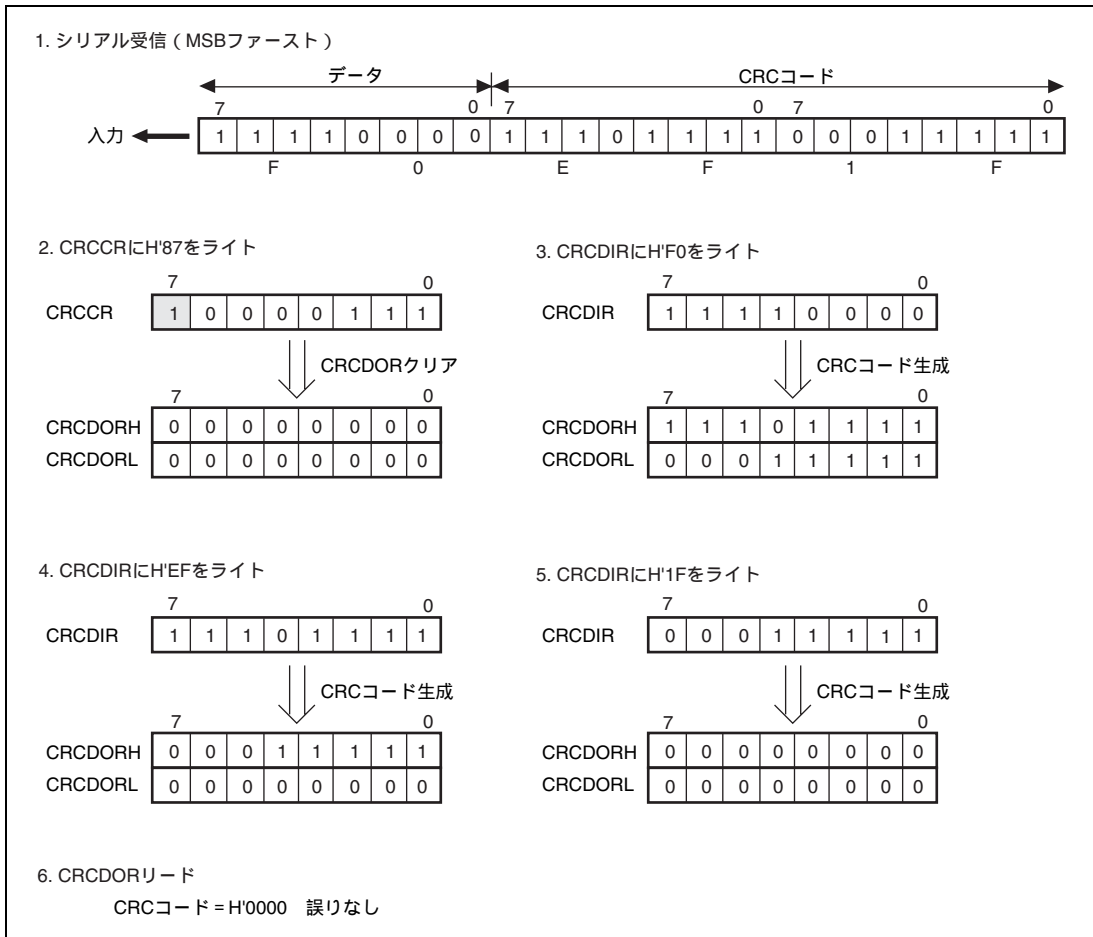 1. シリアル受信（MSBファースト）
データ CRCコード
7 0 7 0 7 0
入力 1 1 1 1 0 0 0 0 1 1 1 0 1 1 1 1 0 0 0 1 1 1 1 1
F 0 E F 1 F
2. CRCCRにH'87をライト
7 0
CRCCR 1 0 0 0 0 1 1 1
CRCDORクリア
7 0
CRCDORH 0 0 0 0 0 0 0 0
CRCDORL 0 0 0 0 0 0 0 0
3. CRCDIRにH'F0をライト
7 0
CRCDIR 1 1 1 1 0 0 0 0
CRCコード生成
7 0
CRCDORH 1 1 1 0 1 1 1 1
CRCDORL 0 0 0 1 1 1 1 1
4. CRCDIRにH'EFをライト
7 0
CRCDIR 1 1 1 0 1 1 1 1
CRCコード生成
7 0
CRCDORH 0 0 0 1 1 1 1 1
CRCDORL 0 0 0 0 0 0 0 0
5. CRCDIRにH'1Fをライト
7 0
CRCDIR 0 0 0 1 1 1 1 1
CRCコード生成
7 0
CRCDORH 0 0 0 0 0 0 0 0
CRCDORL 0 0 0 0 0 0 0 0
6. CRCDORリード
CRCコード = H'0000 誤りなし